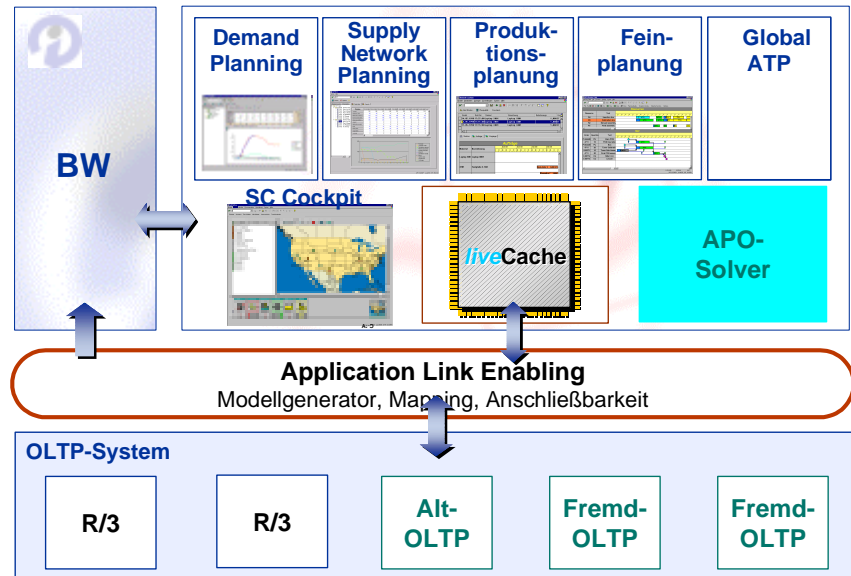 BW
Demand
Planning
Supply
Network
Planning
Produk-
tions-
planung
Fein-
planung
Global
ATP
SC Cockpit
liveCache
APO-
Solver
Application Link Enabling
Modellgenerator, Mapping, Anschließbarkeit
OLTP-System
R/3
R/3
Alt-
OLTP
Fremd-
OLTP
Fremd-
OLTP